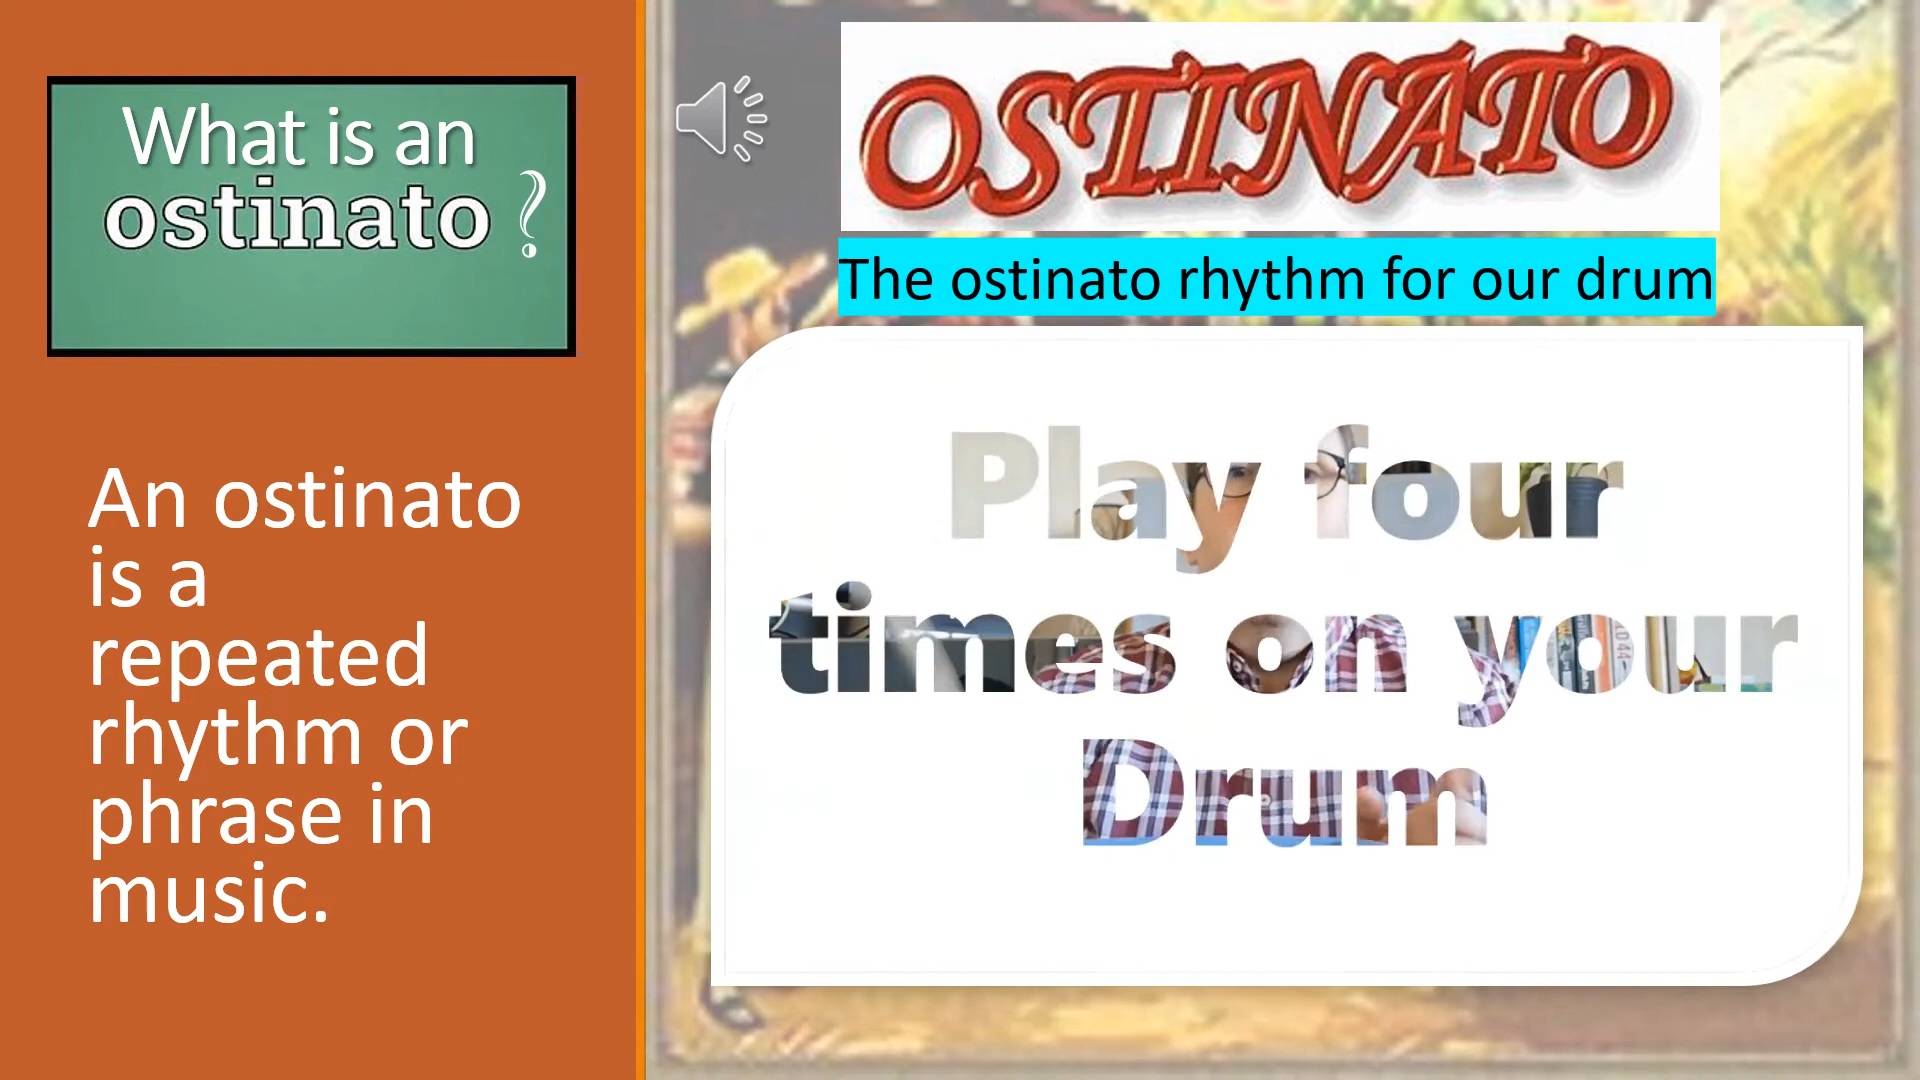 What is an
ostinato ?
An ostinato
is a
repeated
rhythm or
phrase in
music.
OSTINATO
The ostinato rhythm for our drum
Play four
times on your
Drum